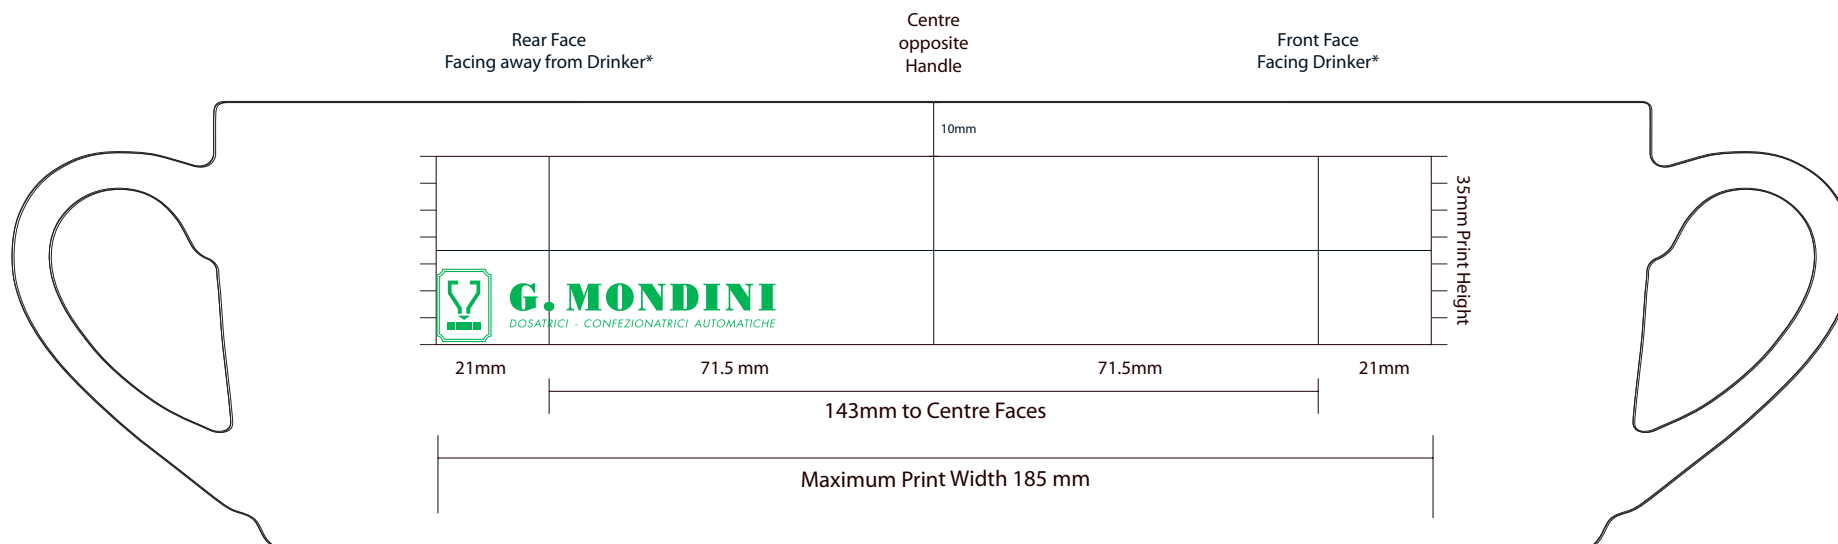 Centre
opposite
Handle
Rear Face
Facing away from Drinker*
Front Face
Facing Drinker*
10mm
35mm Print Height
G. MONDINI
DOSATRICI - CONFEZIONATRICI AUTOMATICHE
21mm
71.5 mm
71.5mm
21mm
143mm to Centre Faces
Maximum Print Width 185 mm